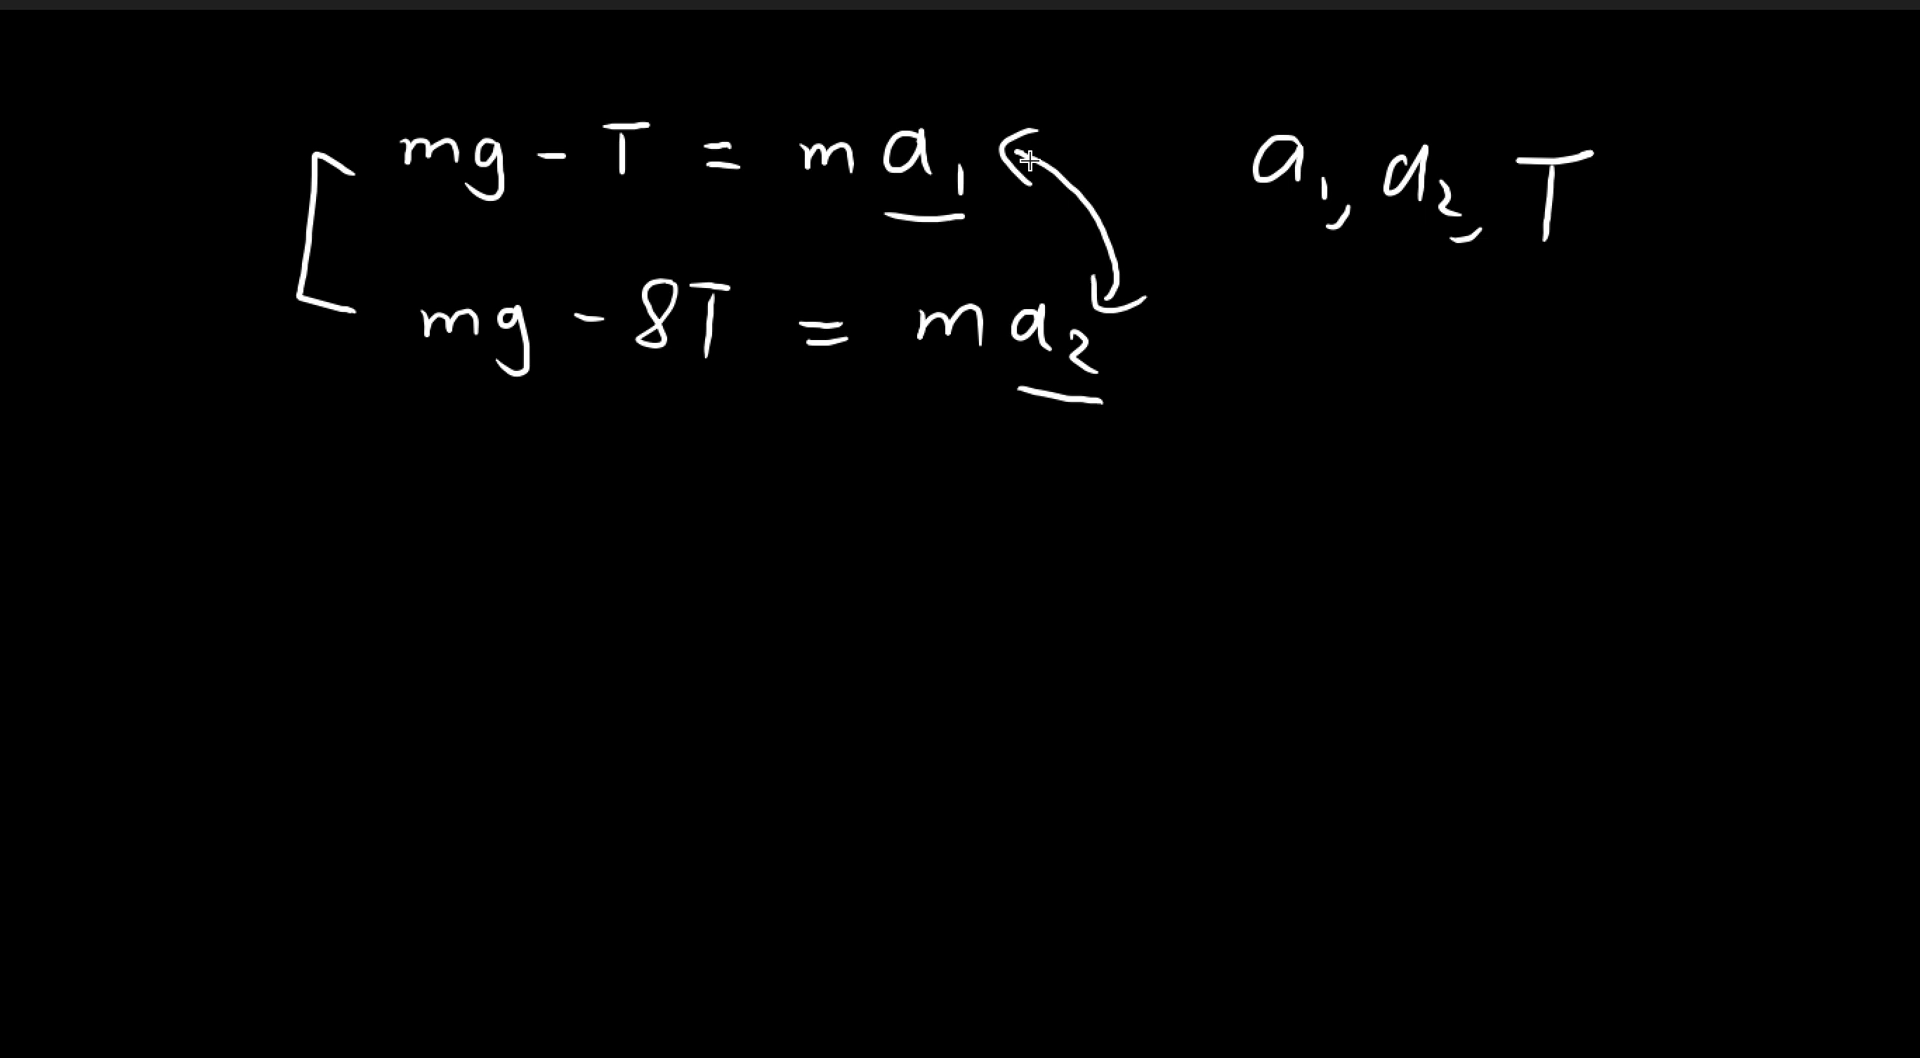 mg - T = ma₁ a₁, a₂, T
mg - 8T = ma₂